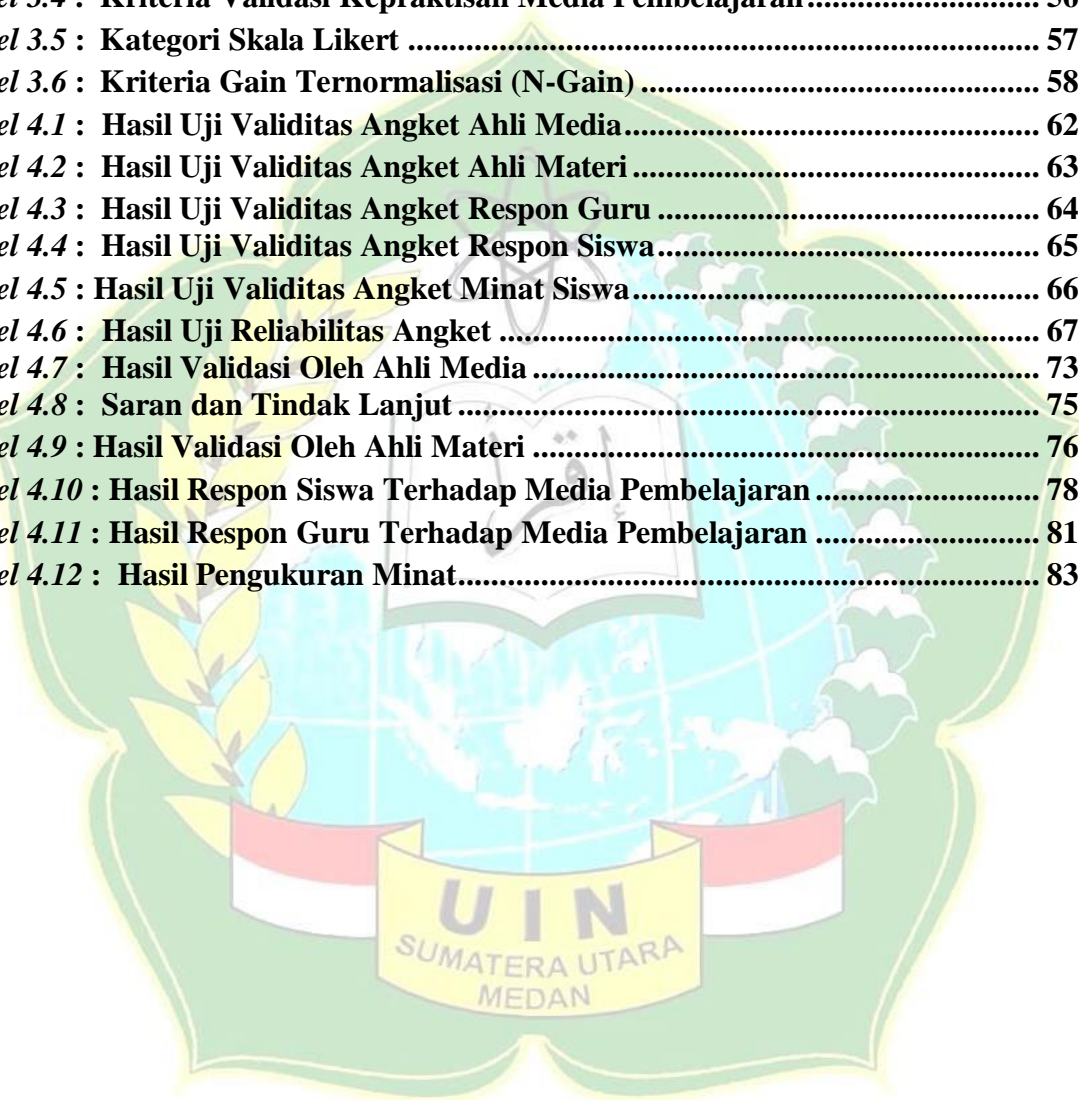 el 3.4 : Kriteria Validasi Kepraktisan Media Pembelajaran.......................... 56
el 3.5 : Kategori Skala Likert .......................... 57
el 3.6 : Kriteria Gain Ternormalisasi (N-Gain) .......................... 58
el 4.1 : Hasil Uji Validitas Angket Ahli Media.......................... 62
el 4.2 : Hasil Uji Validitas Angket Ahli Materi .......................... 63
el 4.3 : Hasil Uji Validitas Angket Respon Guru .......................... 64
el 4.4 : Hasil Uji Validitas Angket Respon Siswa.......................... 65
el 4.5 : Hasil Uji Validitas Angket Minat Siswa.......................... 66
el 4.6 : Hasil Uji Reliabilitas Angket .......................... 67
el 4.7 : Hasil Validasi Oleh Ahli Media .......................... 73
el 4.8 : Saran dan Tindak Lanjut .......................... 75
el 4.9 : Hasil Validasi Oleh Ahli Materi .......................... 76
el 4.10 : Hasil Respon Siswa Terhadap Media Pembelajaran .......................... 78
el 4.11 : Hasil Respon Guru Terhadap Media Pembelajaran .......................... 81
el 4.12 : Hasil Pengukuran Minat.......................... 83
إقرأ
UIN
SUMATERA UTARA
MEDAN